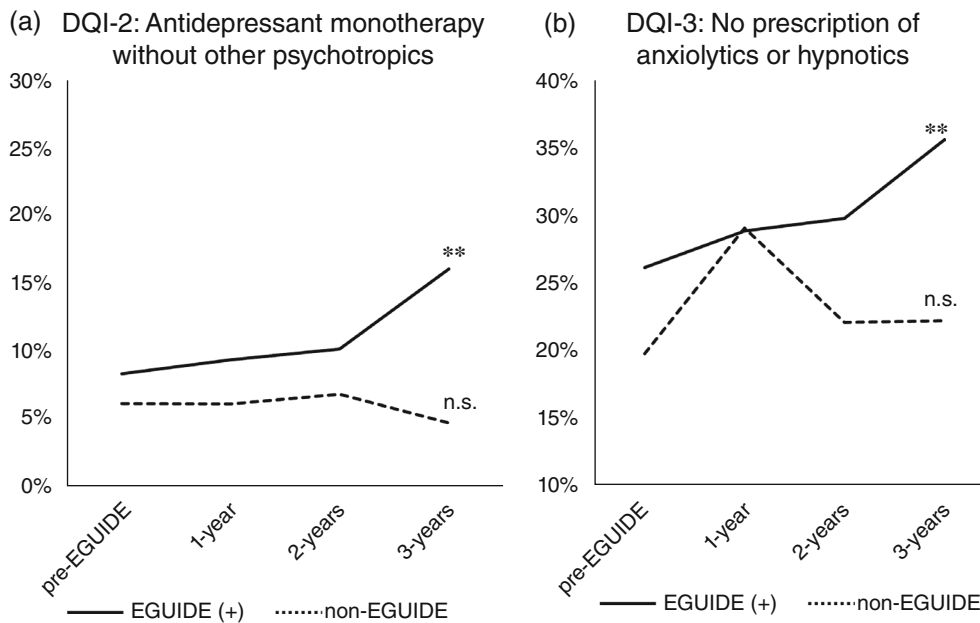 (a) DQI-2: Antidepressant monotherapy
without other psychotropics
30%
25%
20%
15%
10%
5%
0%
**
n.s.
pre-EGUIDE
1-year
2-years
3-years
EGUIDE (+)
non-EGUIDE
(b) DQI-3: No prescription of
anxiolytics or hypnotics
40%
35%
30%
25%
20%
15%
10%
**
n.s.
pre-EGUIDE
1-year
2-years
3-years
EGUIDE (+)
non-EGUIDE